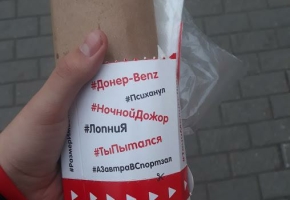 #Донер-Benz
#Психанул
#НочнойДожор
#ЛопниЯ
#ТыПытался
#АЗавтраВСпортзал